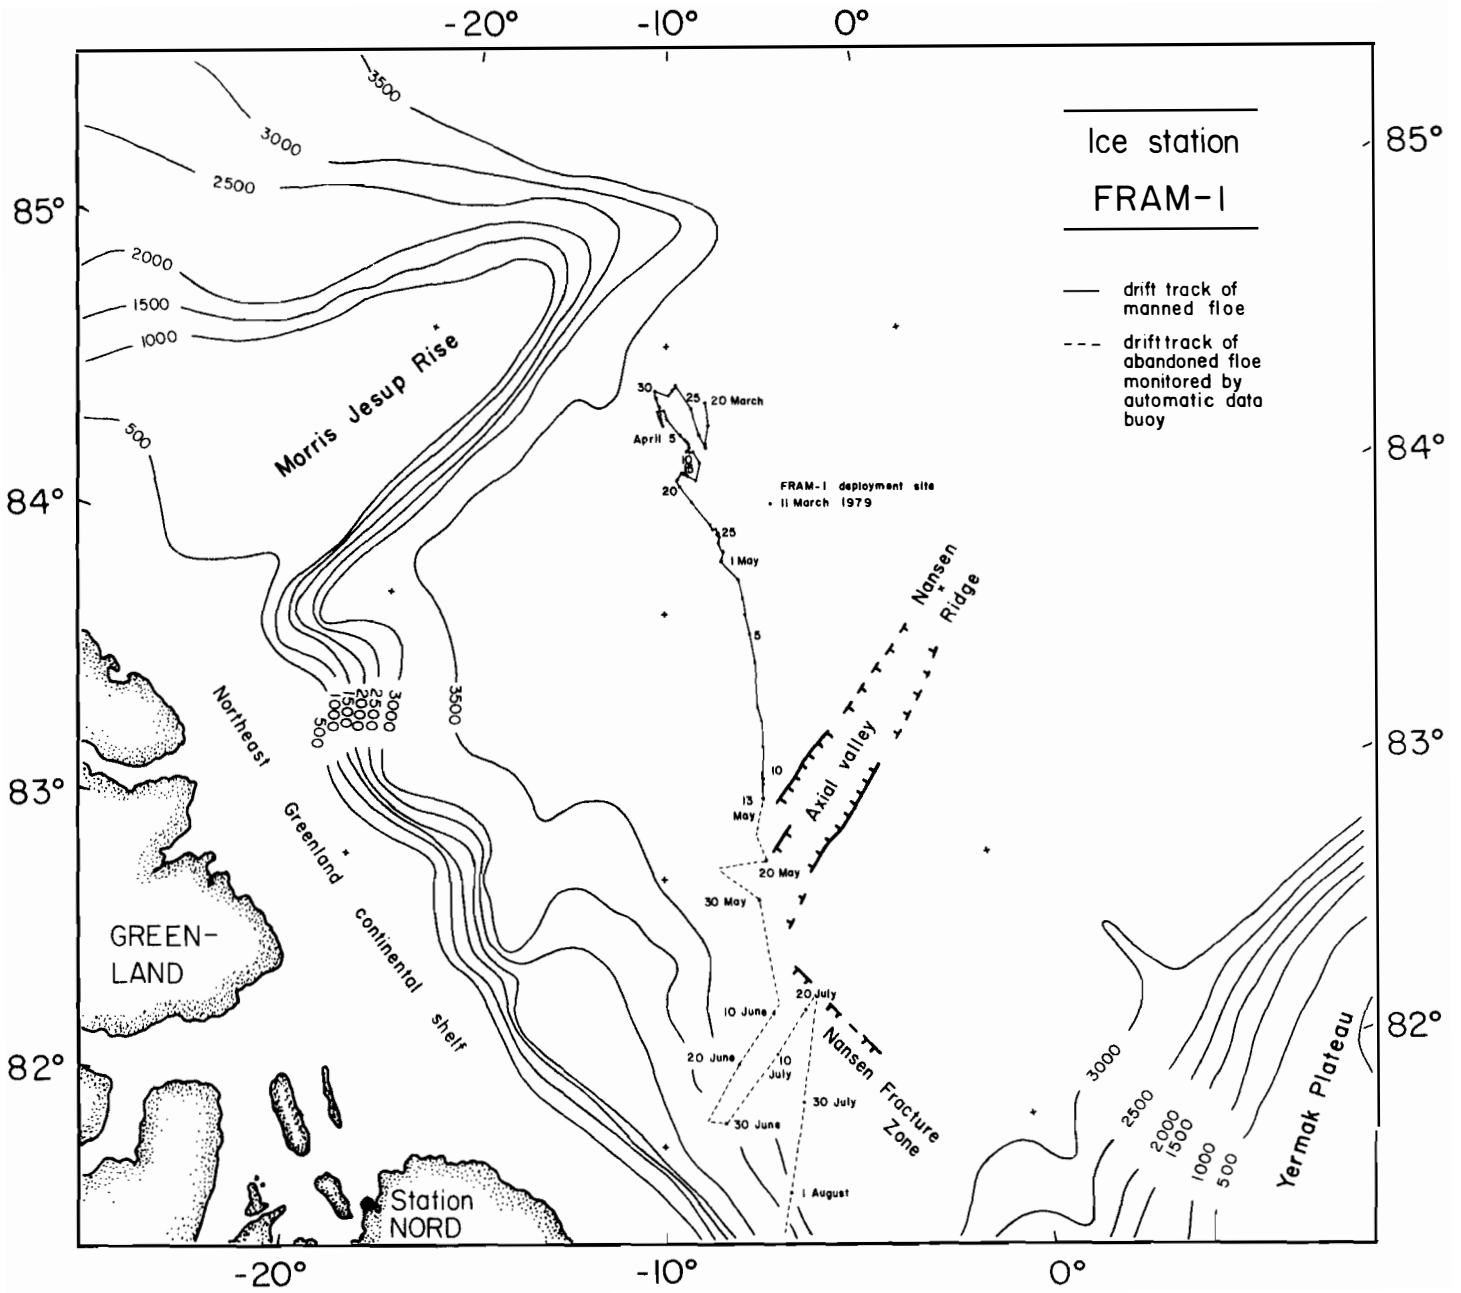 -20° -10° 0°
3500
3000
2500
85°
2000
1500
1000
500
Morris Jesup Rise
84°
83°
82°
Ice station
FRAM-1
drift track of
manned floe
drift track of
abandoned floe
monitored by
automatic data
buoy
85°
84°
83°
82°
30
25
20 March
April 5
10
20
FRAM-1 deployment site
11 March 1979
25
1 May
5
10
13
May
20 May
30 May
10 June
20 June
30 June
10
July
20 July
30 July
1 August
Nansen
Ridge
Axial valley
Nansen Fracture
Zone
500
1000
1500
2000
2500
3000
3500
Northeast
Greenland
continental
shelf
GREEN-
LAND
Station
NORD
3000
2500
2000
1500
1000
500
Yermak Plateau
-20° -10° 0°